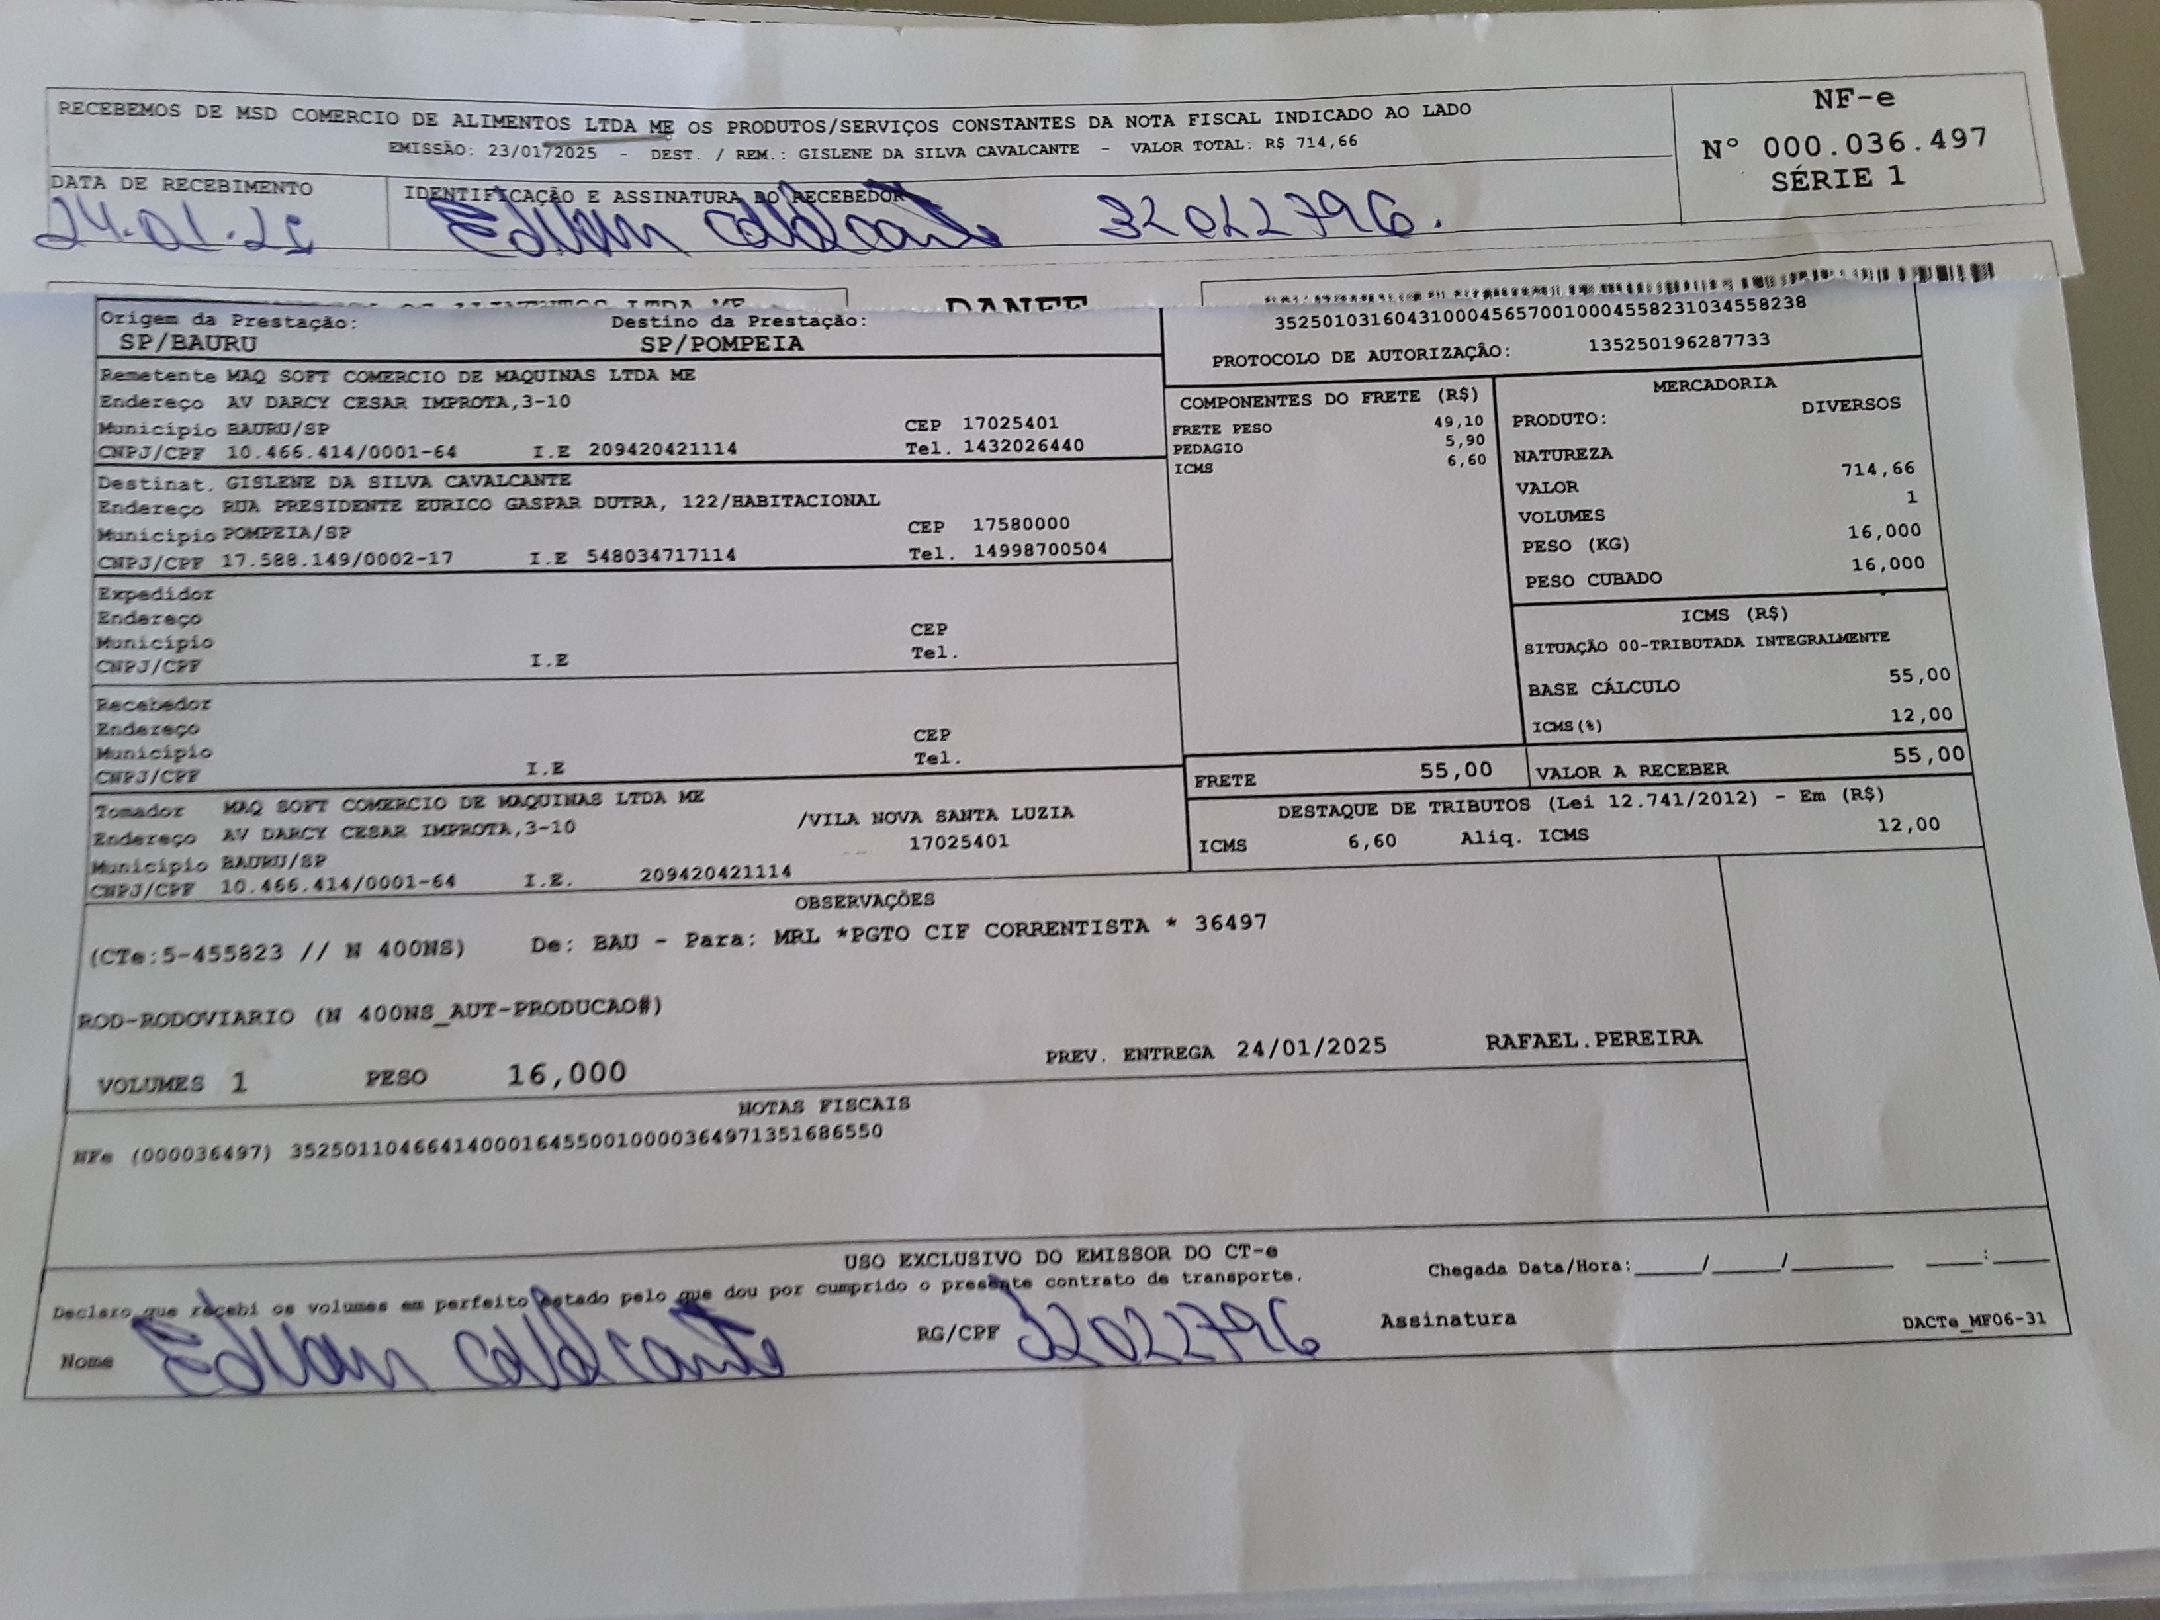 RECEBEMOS DE MSD COMERCIO DE ALIMENTOS LTDA ME OS PRODUTOS/SERVIÇOS CONSTANTES DA NOTA FISCAL INDICADO AO LADO
EMISSÃO: 23/01/2025 - DEST. / REM.: GISLENE DA SILVA CAVALCANTE - VALOR TOTAL: R$ 714,66
NF-e
Nº 000.036.497
SÉRIE 1
DATA DE RECEBIMENTO
24.01.25
IDENTIFICAÇÃO E ASSINATURA DO RECEBEDOR
Edivan Cavalcante 32022796.
DANFE
Origem da Prestação: Destino da Prestação:
SP/BAURU SP/POMPEIA
35250103160431000456570010004558231034558238
PROTOCOLO DE AUTORIZAÇÃO: 135250196287733
Remetente MAQ SOFT COMERCIO DE MAQUINAS LTDA ME
Endereço AV DARCY CESAR IMPROTA,3-10
Município BAURU/SP CEP 17025401
CNPJ/CPF 10.466.414/0001-64 I.E 209420421114 Tel. 1432026440
Destinat. GISLENE DA SILVA CAVALCANTE
Endereço RUA PRESIDENTE EURICO GASPAR DUTRA, 122/HABITACIONAL
Município POMPEIA/SP CEP 17580000
CNPJ/CPF 17.588.149/0002-17 I.E 548034717114 Tel. 14998700504
Expedidor
Endereço
Município CEP
CNPJ/CPF I.E Tel.
Recebedor
Endereço
Município CEP
CNPJ/CPF I.E Tel.
Tomador MAQ SOFT COMERCIO DE MAQUINAS LTDA ME
Endereço AV DARCY CESAR IMPROTA,3-10 /VILA NOVA SANTA LUZIA
Município BAURU/SP 17025401
CNPJ/CPF 10.466.414/0001-64 I.E. 209420421114
COMPONENTES DO FRETE (R$)
FRETE PESO 49,10
PEDAGIO 5,90
ICMS 6,60
MERCADORIA
PRODUTO: DIVERSOS
NATUREZA
VALOR 714,66
VOLUMES 1
PESO (KG) 16,000
PESO CUBADO 16,000
ICMS (R$)
SITUAÇÃO 00-TRIBUTADA INTEGRALMENTE
BASE CÁLCULO 55,00
ICMS(%) 12,00
FRETE 55,00 VALOR A RECEBER 55,00
DESTAQUE DE TRIBUTOS (Lei 12.741/2012) - Em (R$)
ICMS 6,60 Aliq. ICMS 12,00
OBSERVAÇÕES
(CTe:5-455823 // N 400NS) De: BAU - Para: MRL *PGTO CIF CORRENTISTA * 36497
ROD-RODOVIARIO (N 400NS_AUT-PRODUCAO#)
VOLUMES 1 PESO 16,000 PREV. ENTREGA 24/01/2025 RAFAEL.PEREIRA
NOTAS FISCAIS
NFe (000036497) 35250110466414000164550010000364971351686550
USO EXCLUSIVO DO EMISSOR DO CT-e
Declaro que recebi os volumes em perfeito estado pelo que dou por cumprido o presente contrato de transporte.
Chegada Data/Hora:____/____/______ ___:___
Nome Edivan Cavalcante RG/CPF 32022796 Assinatura
DACTe_MF06-31